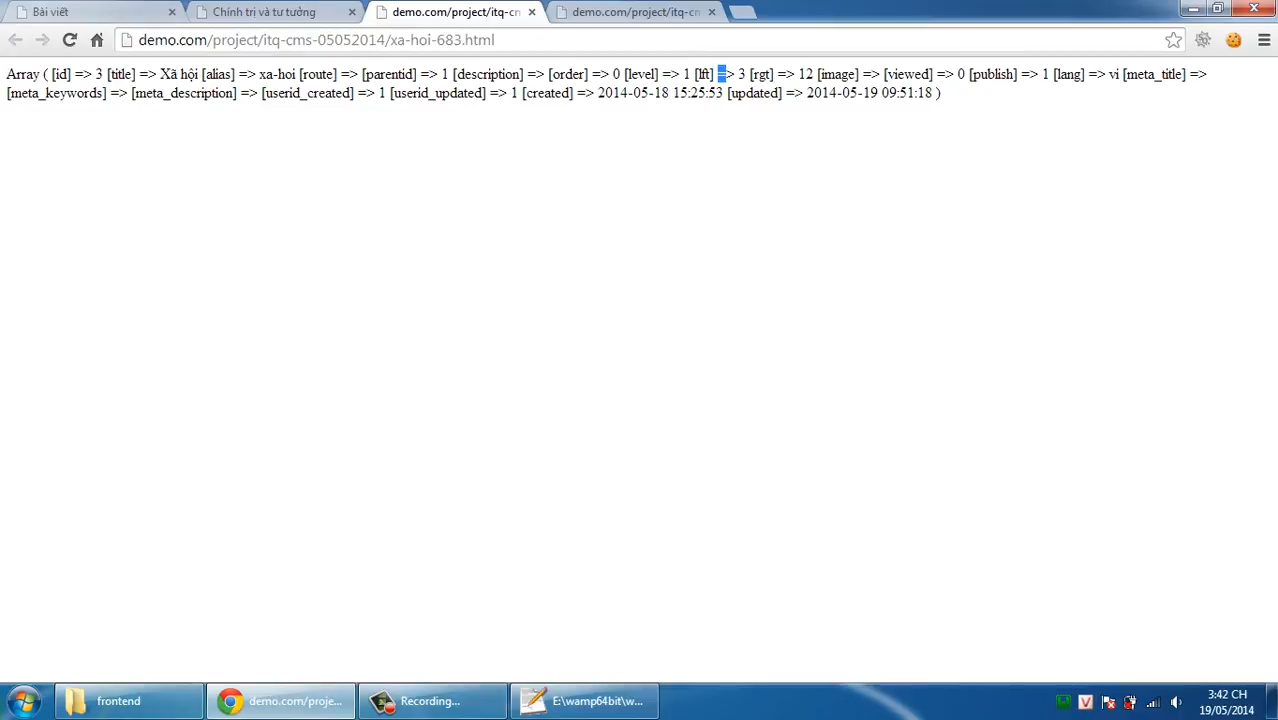 Bài viết
Chính trị và tư tưởng
demo.com/project/itq-cn
demo.com/project/itq-cn
demo.com/project/itq-cms-05052014/xa-hoi-683.html
Array ( [id] => 3 [title] => Xã hội [alias] => xa-hoi [route] => [parentid] => 1 [description] => [order] => 0 [level] => 1 [lft] => 3 [rgt] => 12 [image] => [viewed] => 0 [publish] => 1 [lang] => vi [meta_title] =>
[meta_keywords] => [meta_description] => [userid_created] => 1 [userid_updated] => 1 [created] => 2014-05-18 15:25:53 [updated] => 2014-05-19 09:51:18 )
frontend
demo.com/proje...
Recording...
E:\wamp64bit\w...
V
3:42 CH
19/05/2014